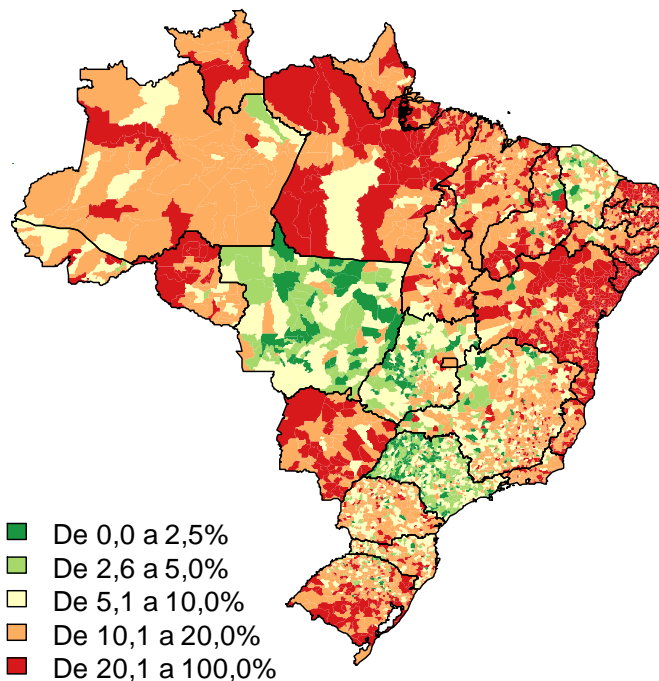 De 0,0 a 2,5%
De 2,6 a 5,0%
De 5,1 a 10,0%
De 10,1 a 20,0%
De 20,1 a 100,0%